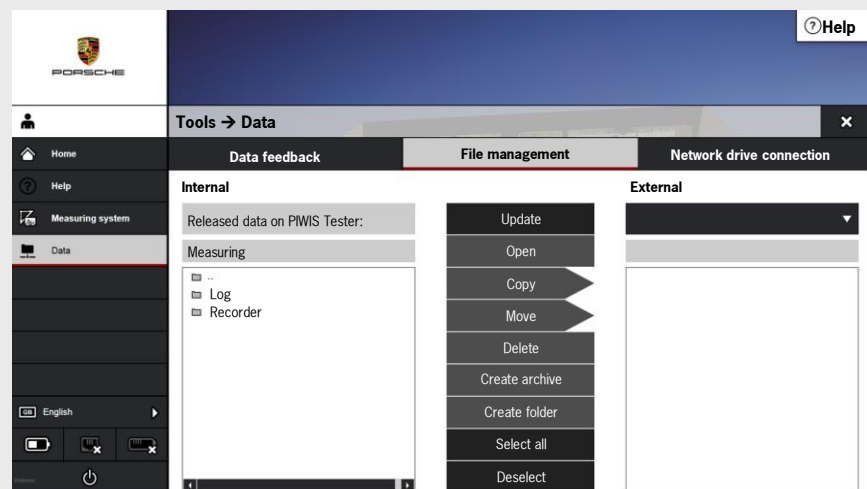 Help
PORSCHE
Tools → Data
Home
Data feedback
File management
Network drive connection
Help
Internal
External
Measuring system
Released data on PIWIS Tester:
Update
Data
Measuring
Open
..
Copy
Log
Recorder
Move
Delete
Create archive
GB English
Create folder
Select all
Deselect